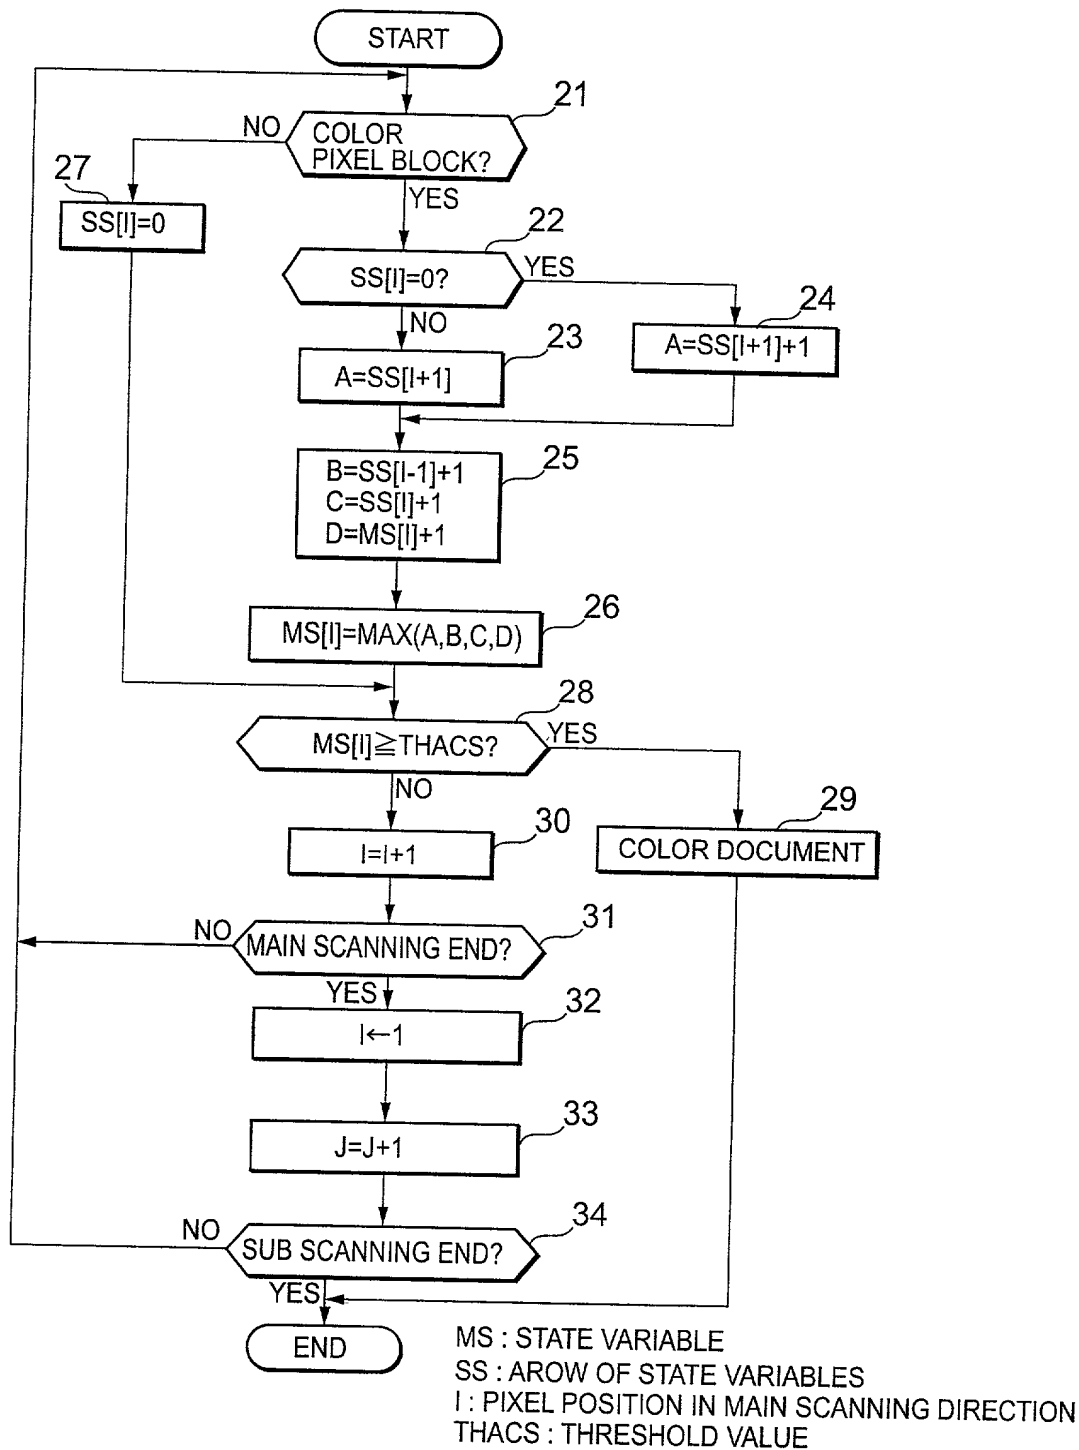 START
21
NO
COLOR
PIXEL BLOCK?
27
YES
SS[I]=0
22
SS[I]=0?
YES
NO
24
23
A=SS[I+1]+1
A=SS[I+1]
25
B=SS[I-1]+1
C=SS[I]+1
D=MS[I]+1
26
MS[I]=MAX(A,B,C,D)
28
MS[I]≧THACS?
YES
NO
29
30
COLOR DOCUMENT
I=I+1
31
NO
MAIN SCANNING END?
YES
32
I←1
33
J=J+1
34
NO
SUB SCANNING END?
YES
END
MS : STATE VARIABLE
SS : AROW OF STATE VARIABLES
I : PIXEL POSITION IN MAIN SCANNING DIRECTION
THACS : THRESHOLD VALUE